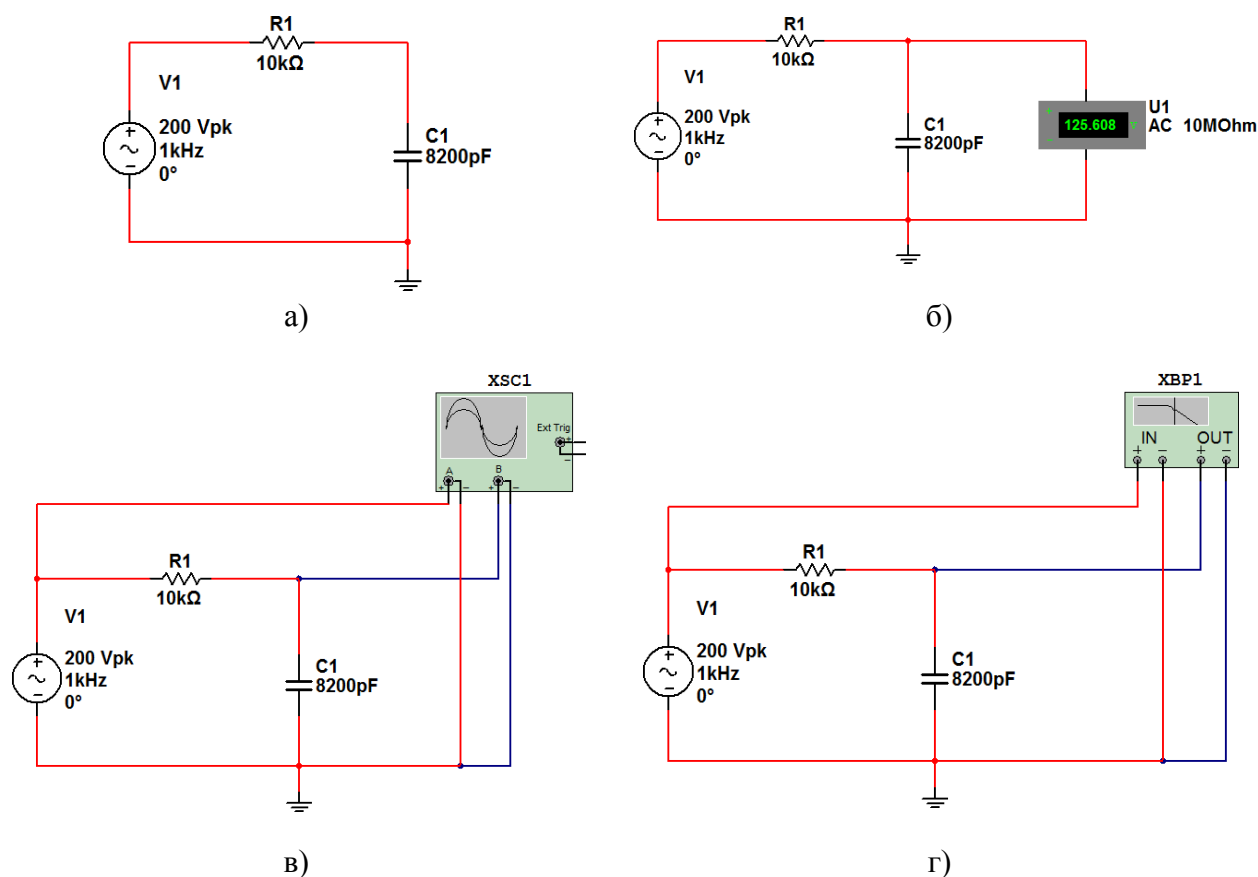 R1
10kΩ
V1
200 Vpk
1kHz
0°
C1
8200pF
а)
R1
10kΩ
V1
200 Vpk
1kHz
0°
C1
8200pF
U1
125.608
AC 10MOhm
+
−
б)
XSC1
Ext Trig
A
B
R1
10kΩ
V1
200 Vpk
1kHz
0°
C1
8200pF
в)
XBP1
IN OUT
R1
10kΩ
V1
200 Vpk
1kHz
0°
C1
8200pF
г)